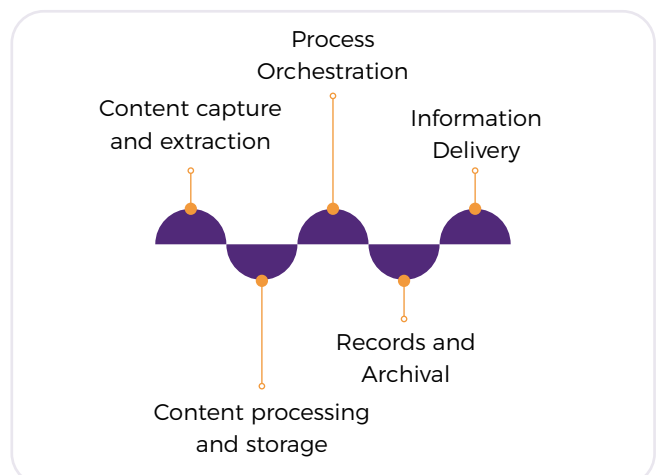 Process
Orchestration
Content capture
and extraction
Information
Delivery
Records and
Archival
Content processing
and storage